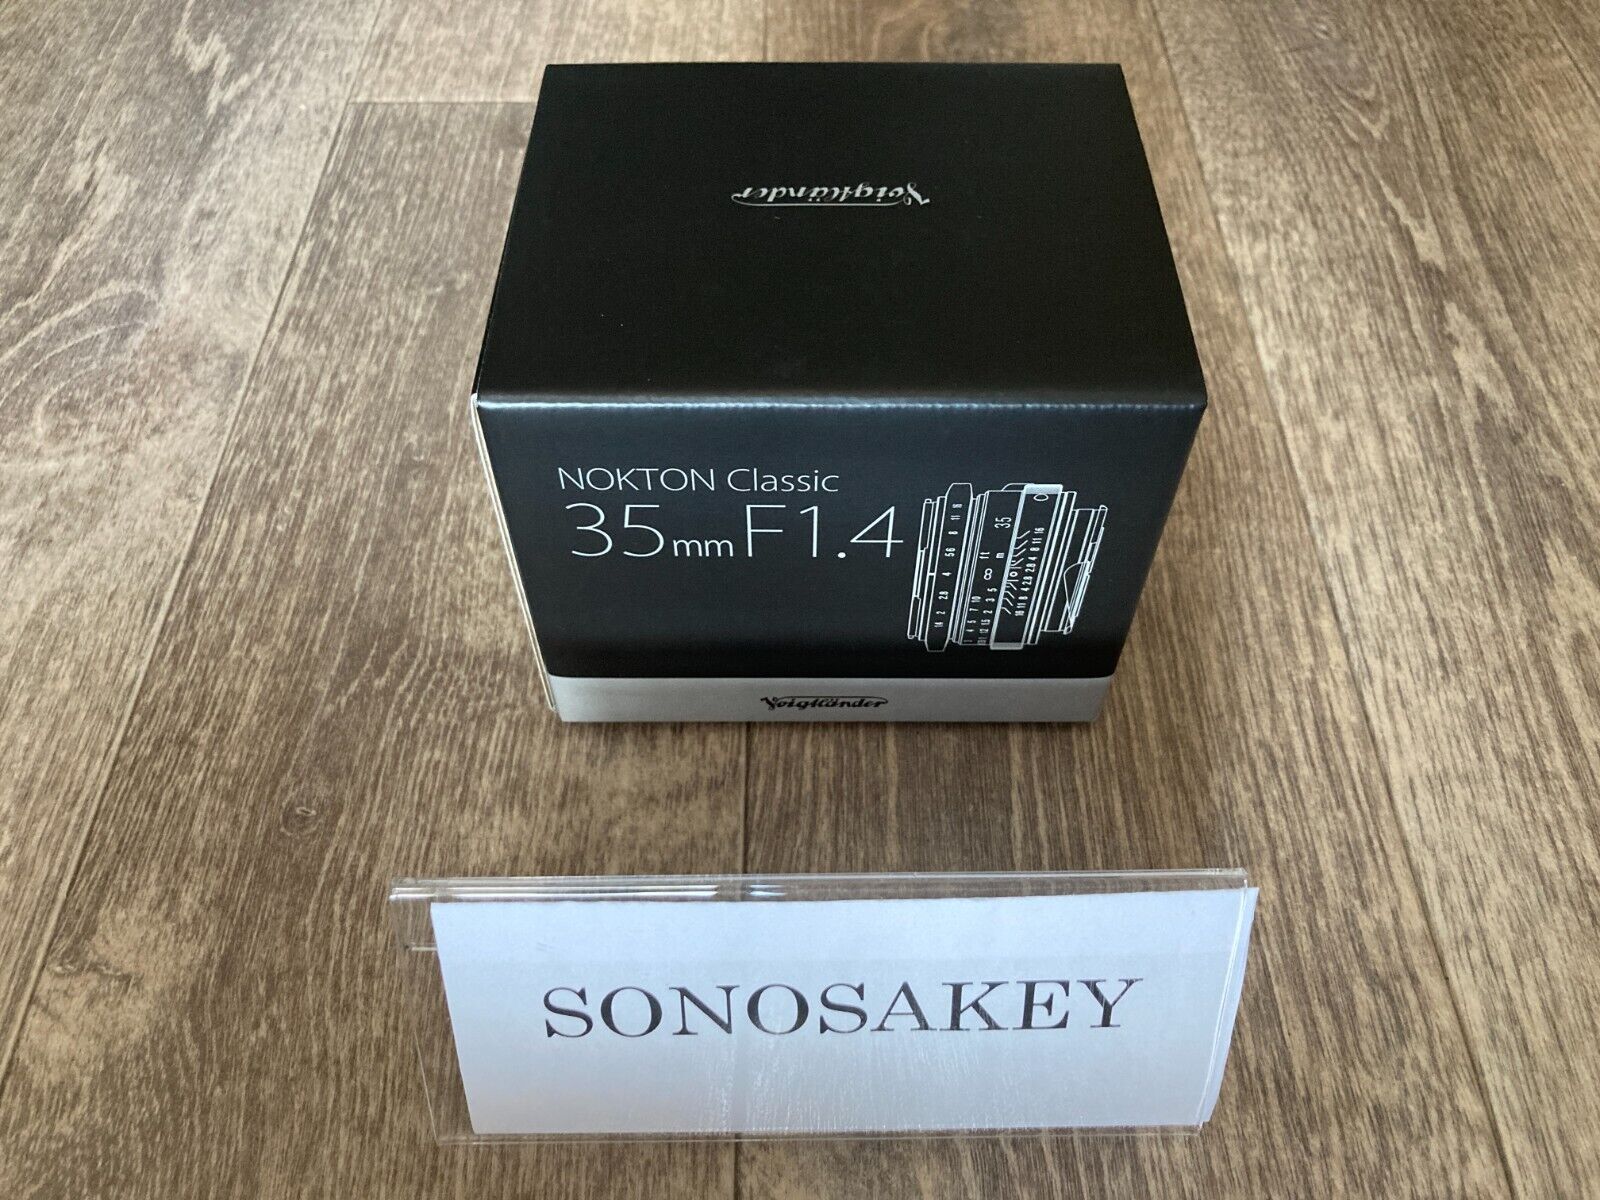 Voigtländer
NOKTON Classic
35mm F1.4
Voigtländer
SONOSAKEY